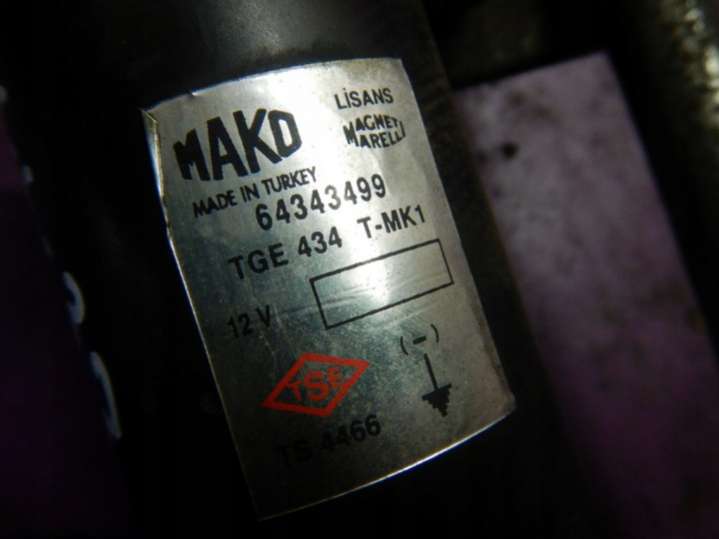 MAKO
LİSANS
MAGNETI
MARELLI
MADE IN TURKEY
64343499
TGE 434 T-MK1
12 V
(-)
TSE
TS 4466